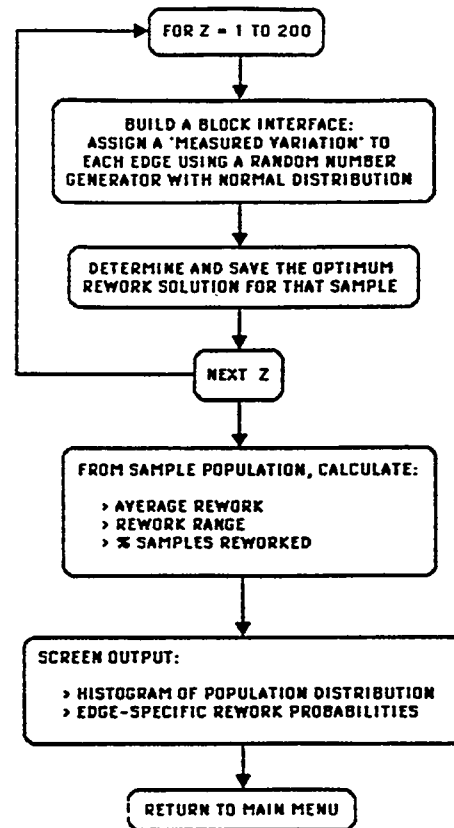 FOR Z = 1 TO 200
BUILD A BLOCK INTERFACE:
ASSIGN A "MEASURED VARIATION" TO
EACH EDGE USING A RANDOM NUMBER
GENERATOR WITH NORMAL DISTRIBUTION
DETERMINE AND SAVE THE OPTIMUM
REWORK SOLUTION FOR THAT SAMPLE
NEXT Z
FROM SAMPLE POPULATION, CALCULATE:
> AVERAGE REWORK
> REWORK RANGE
> % SAMPLES REWORKED
SCREEN OUTPUT:
> HISTOGRAM OF POPULATION DISTRIBUTION
> EDGE-SPECIFIC REWORK PROBABILITIES
RETURN TO MAIN MENU